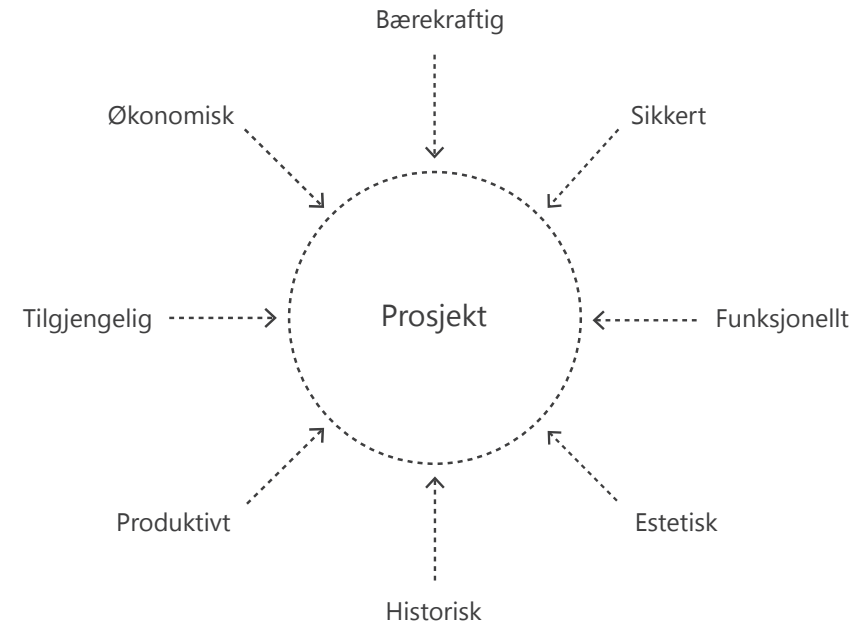 Bærekraftig
Økonomisk
Sikkert
Tilgjengelig
Prosjekt
Funksjonellt
Produktivt
Estetisk
Historisk